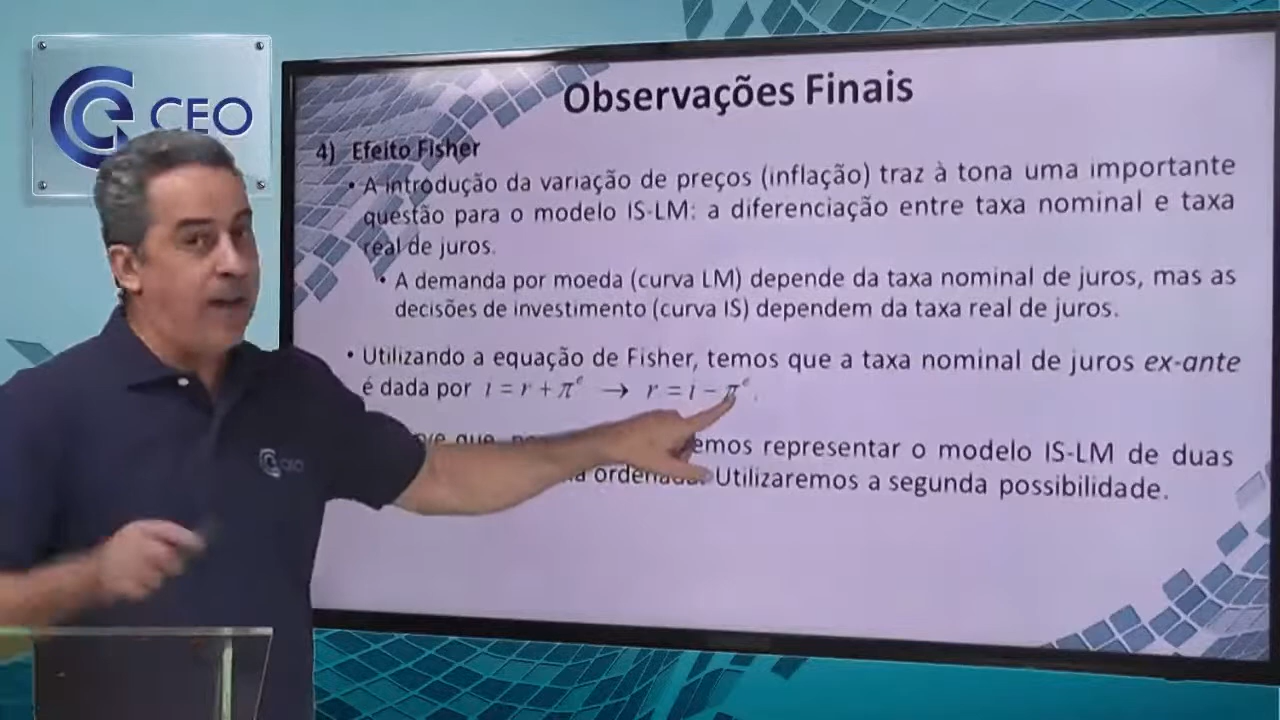 CEO
Observações Finais
4) Efeito Fisher
• A introdução da variação de preços (inflação) traz à tona uma importante
questão para o modelo IS-LM: a diferenciação entre taxa nominal e taxa
real de juros.
• A demanda por moeda (curva LM) depende da taxa nominal de juros, mas as
decisões de investimento (curva IS) dependem da taxa real de juros.
• Utilizando a equação de Fisher, temos que a taxa nominal de juros ex-ante
é dada por i = r + πᵉ → r = i − πᵉ.
que, representar o modelo IS-LM de duas
ordenada. Utilizaremos a segunda possibilidade.
CEO